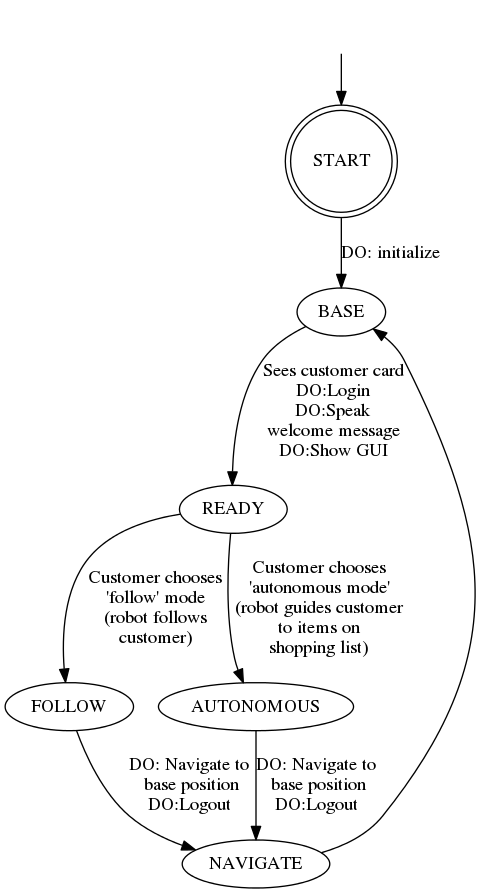 START
DO: initialize
BASE
Sees customer card
DO:Login
DO:Speak
welcome message
DO:Show GUI
READY
Customer chooses
'follow' mode
(robot follows
customer)
Customer chooses
'autonomous mode'
(robot guides customer
to items on
shopping list)
FOLLOW
AUTONOMOUS
DO: Navigate to
base position
DO:Logout
DO: Navigate to
base position
DO:Logout
NAVIGATE